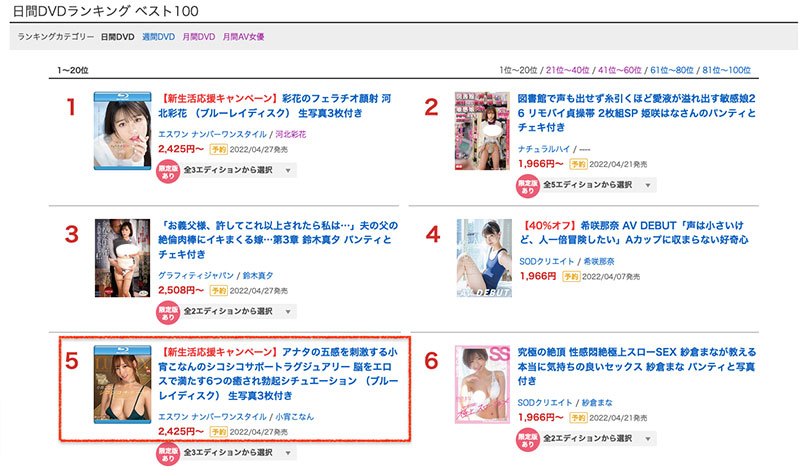 日間DVDランキング ベスト100
ランキングカテゴリー 日間DVD 週間DVD 月間DVD 月間AV女優
1〜20位
1位〜20位 / 21位〜40位 / 41位〜60位 / 61位〜80位 / 81位〜100位
1
【新生活応援キャンペーン】彩花のフェラチオ顔射 河
北彩花 （ブルーレイディスク） 生写真3枚付き
エスワン ナンバーワンスタイル / 河北彩花
2,425円〜 予約 2022/04/27発売
限定版
あり
全3エディションから選択
2
図書館で声も出せず糸引くほど愛液が溢れ出す敏感娘2
6 リモバイ貞操帯 2枚組SP 姫咲はなさんのパンティと
チェキ付き
ナチュラルハイ / ----
1,966円〜 予約 2022/04/21発売
限定版
あり
全5エディションから選択
3
「お義父様、許してこれ以上されたら私は…」夫の父の
絶倫肉棒にイキまくる嫁…第3章 鈴木真夕 パンティと
チェキ付き
グラフィティジャパン / 鈴木真夕
2,508円〜 予約 2022/04/27発売
限定版
あり
全2エディションから選択
4
【40%オフ】希咲那奈 AV DEBUT「声は小さいけ
ど、人一倍冒険したい」Aカップに収まらない好奇心
SODクリエイト / 希咲那奈
1,966円 予約 2022/04/07発売
AV DEBUT
5
【新生活応援キャンペーン】アナタの五感を刺激する小
宵こなんのシコシコサポートラグジュアリー 脳をエロ
スで満たす6つの癒され勃起シチュエーション （ブルー
レイディスク） 生写真3枚付き
エスワン ナンバーワンスタイル / 小宵こなん
2,425円〜 予約 2022/04/27発売
限定版
あり
全3エディションから選択
6
SS
究極の絶頂 性感悶絶極上スローSEX 紗倉まなが教える
本当に気持ちの良いセックス 紗倉まな パンティと写真
付き
SODクリエイト / 紗倉まな
1,966円〜 予約 2022/04/21発売
限定版
あり
全2エディションから選択